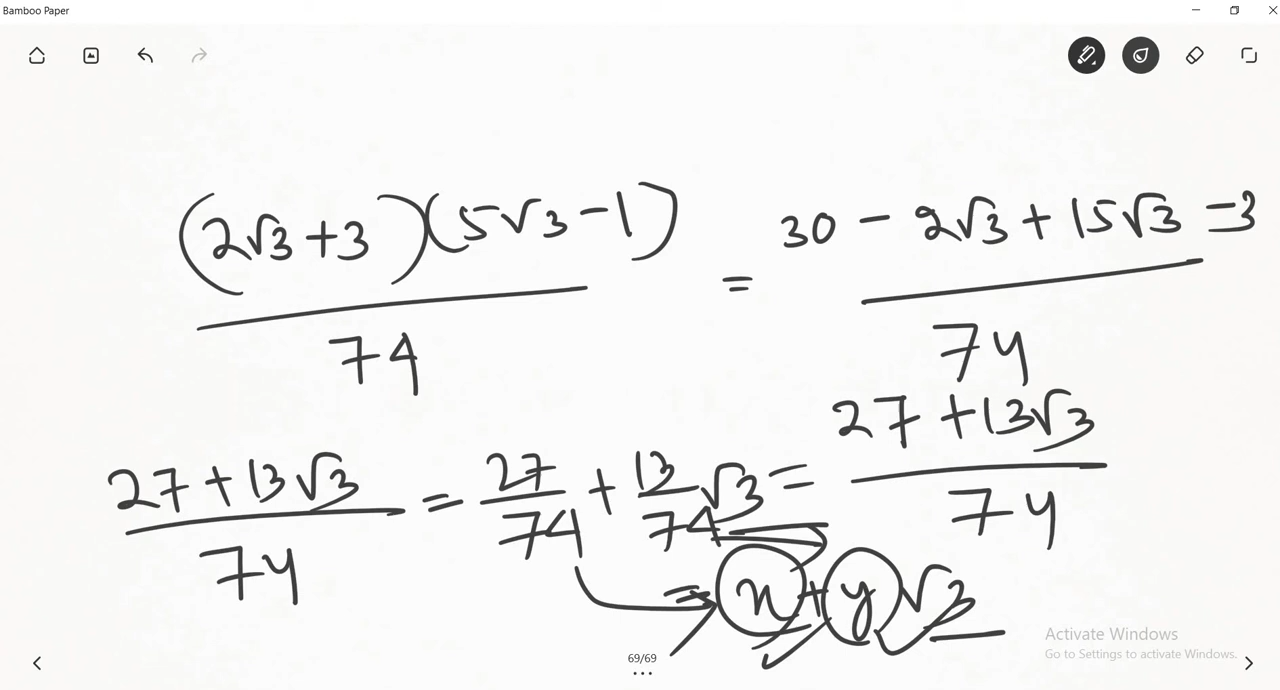 Bamboo Paper
(2√3+3)(5√3-1)/74 = 30 - 2√3 + 15√3 - 3/74
27+13√3/74
27+13√3/74 = 27/74 + 13/74 √3 =
= x+y√3
Activate Windows
Go to Settings to activate Windows.
69/69